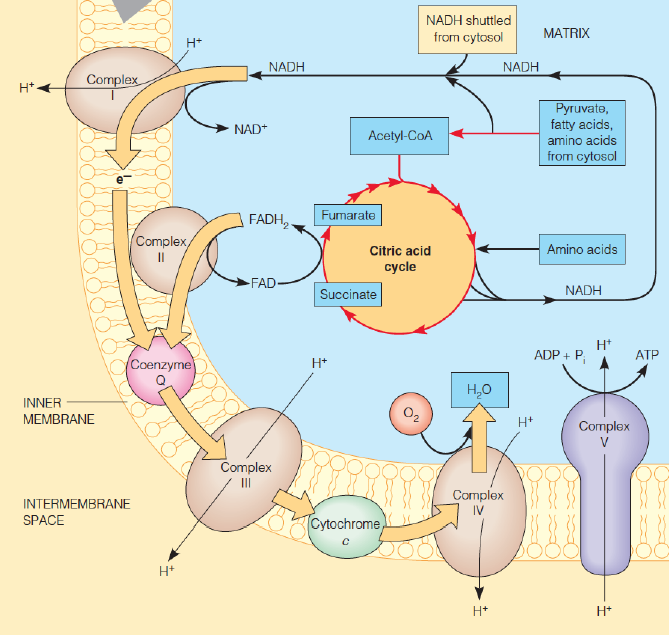 NADH shuttled
from cytosol
MATRIX
H⁺
NADH
NADH
Complex
I
H⁺
NAD⁺
Pyruvate,
fatty acids,
amino acids
from cytosol
Acetyl-CoA
e⁻
FADH₂
Fumarate
Complex
II
Citric acid
cycle
Amino acids
FAD
Succinate
NADH
Coenzyme
Q
H⁺
ADP + Pᵢ
H⁺
ATP
H₂O
O₂
H⁺
INNER
MEMBRANE
Complex
V
Complex
III
Complex
IV
INTERMEMBRANE
SPACE
Cytochrome
c
H⁺
H⁺
H⁺